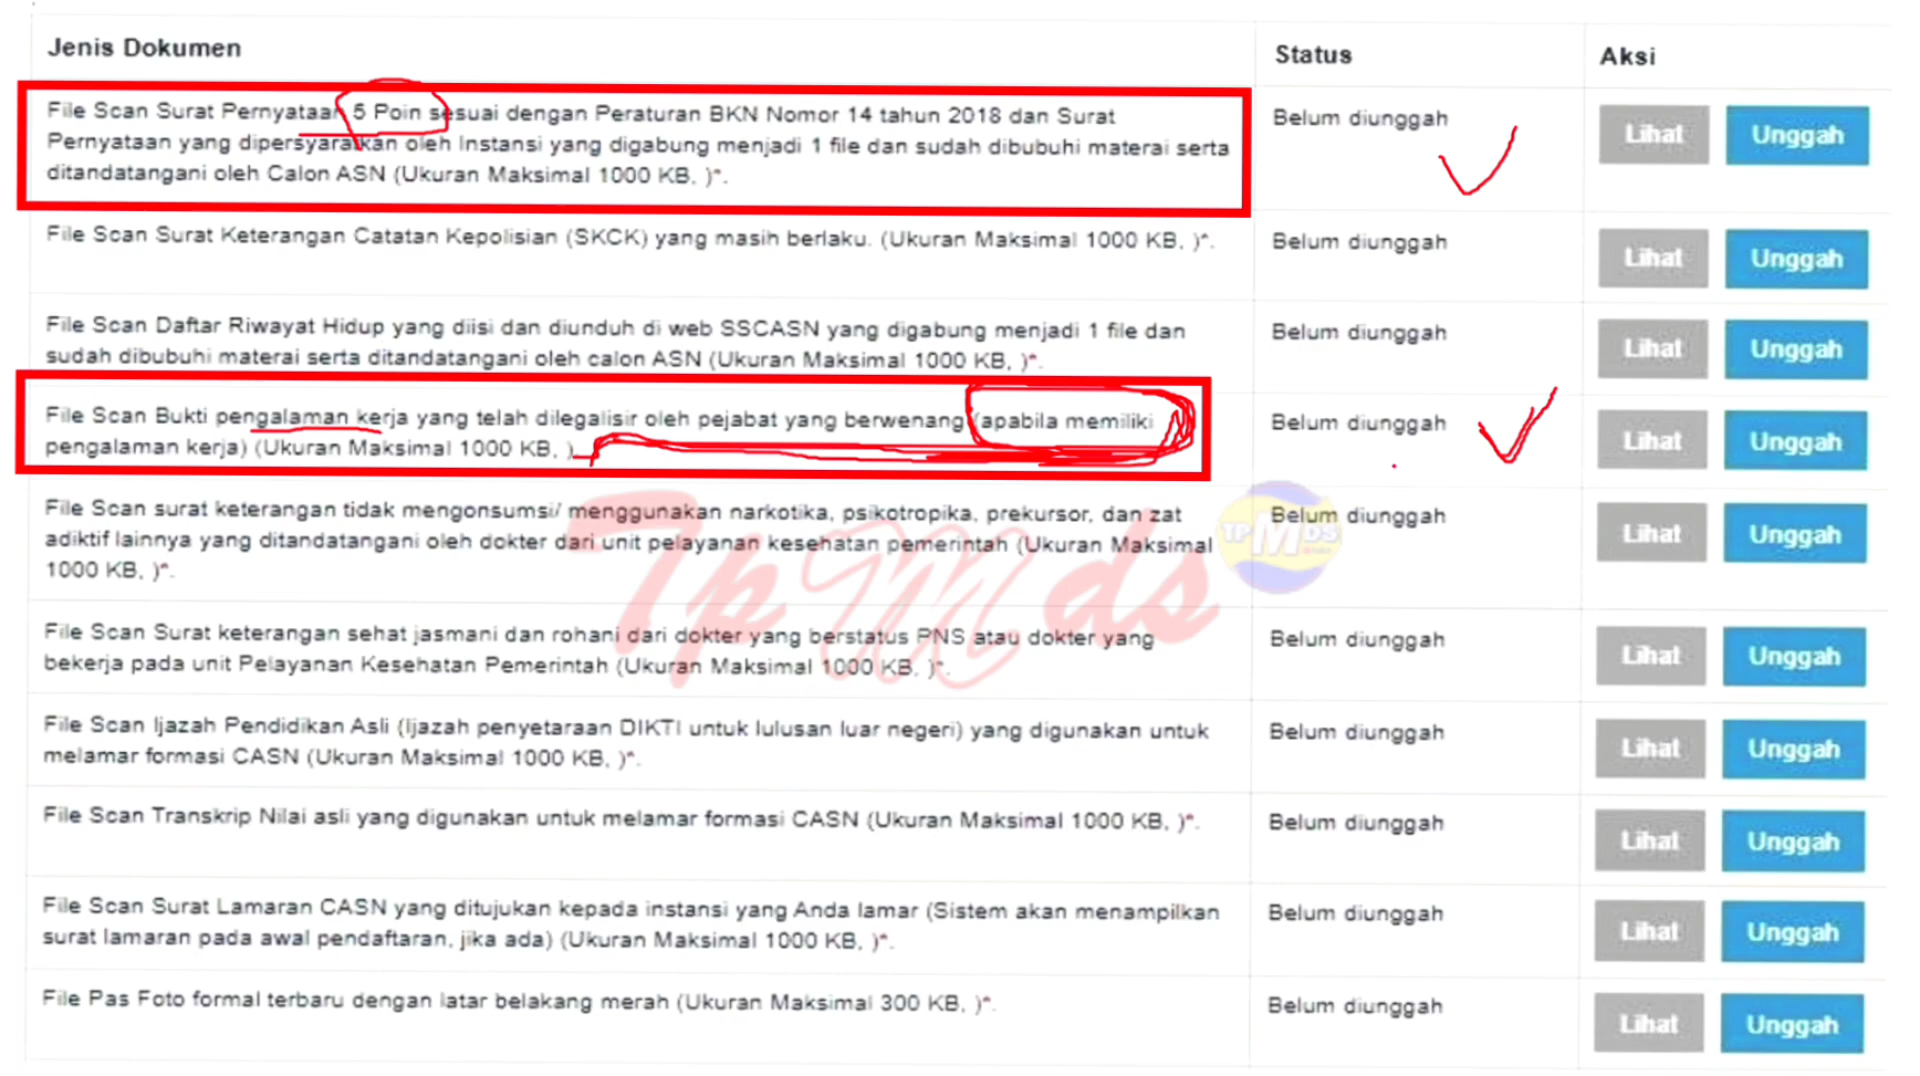 Jenis Dokumen
Status
Aksi
File Scan Surat Pernyataan 5 Poin sesuai dengan Peraturan BKN Nomor 14 tahun 2018 dan Surat
Pernyataan yang dipersyaratkan oleh Instansi yang digabung menjadi 1 file dan sudah dibubuhi materai serta
ditandatangani oleh Calon ASN (Ukuran Maksimal 1000 KB, )*.
Belum diunggah
Lihat
Unggah
File Scan Surat Keterangan Catatan Kepolisian (SKCK) yang masih berlaku. (Ukuran Maksimal 1000 KB, )*.
Belum diunggah
Lihat
Unggah
File Scan Daftar Riwayat Hidup yang diisi dan diunduh di web SSCASN yang digabung menjadi 1 file dan
sudah dibubuhi materai serta ditandatangani oleh calon ASN (Ukuran Maksimal 1000 KB, )*.
Belum diunggah
Lihat
Unggah
File Scan Bukti pengalaman kerja yang telah dilegalisir oleh pejabat yang berwenang (apabila memiliki
pengalaman kerja) (Ukuran Maksimal 1000 KB, )
Belum diunggah
Lihat
Unggah
File Scan surat keterangan tidak mengonsumsi/ menggunakan narkotika, psikotropika, prekursor, dan zat
adiktif lainnya yang ditandatangani oleh dokter dari unit pelayanan kesehatan pemerintah (Ukuran Maksimal
1000 KB, )*.
Belum diunggah
Lihat
Unggah
TpMds
TPMDS
File Scan Surat keterangan sehat jasmani dan rohani dari dokter yang berstatus PNS atau dokter yang
bekerja pada unit Pelayanan Kesehatan Pemerintah (Ukuran Maksimal 1000 KB, )*.
Belum diunggah
Lihat
Unggah
File Scan Ijazah Pendidikan Asli (Ijazah penyetaraan DIKTI untuk lulusan luar negeri) yang digunakan untuk
melamar formasi CASN (Ukuran Maksimal 1000 KB, )*.
Belum diunggah
Lihat
Unggah
File Scan Transkrip Nilai asli yang digunakan untuk melamar formasi CASN (Ukuran Maksimal 1000 KB, )*.
Belum diunggah
Lihat
Unggah
File Scan Surat Lamaran CASN yang ditujukan kepada instansi yang Anda lamar (Sistem akan menampilkan
surat lamaran pada awal pendaftaran, jika ada) (Ukuran Maksimal 1000 KB, )*.
Belum diunggah
Lihat
Unggah
File Pas Foto formal terbaru dengan latar belakang merah (Ukuran Maksimal 300 KB, )*.
Belum diunggah
Lihat
Unggah